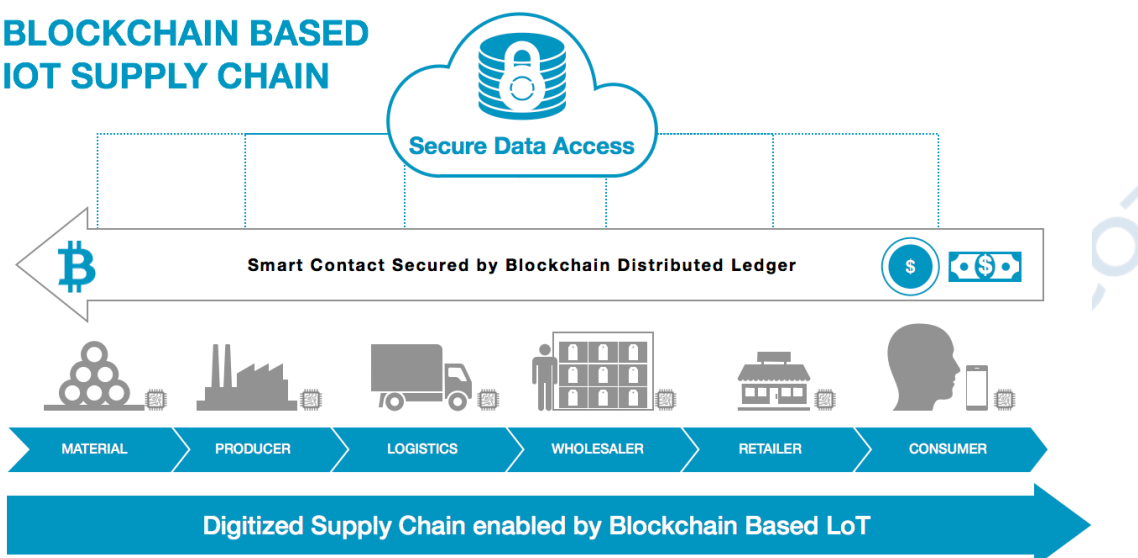 BLOCKCHAIN BASED
IOT SUPPLY CHAIN
Secure Data Access
Smart Contact Secured by Blockchain Distributed Ledger
$
$
MATERIAL
PRODUCER
LOGISTICS
WHOLESALER
RETAILER
CONSUMER
Digitized Supply Chain enabled by Blockchain Based LoT